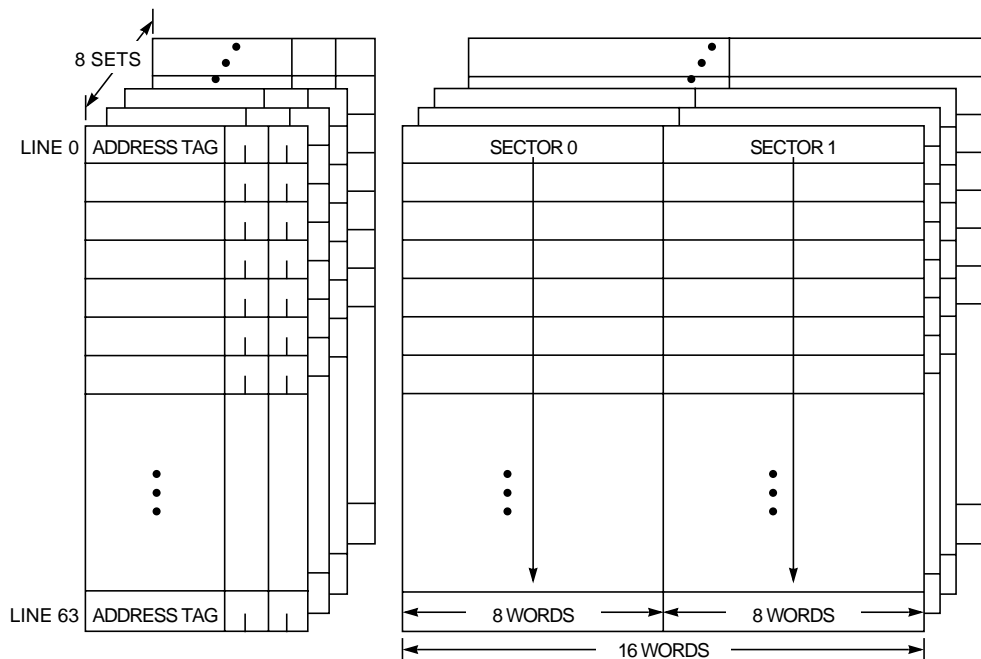 8 SETS
LINE 0 ADDRESS TAG SECTOR 0 SECTOR 1
LINE 63 ADDRESS TAG 8 WORDS 8 WORDS
16 WORDS